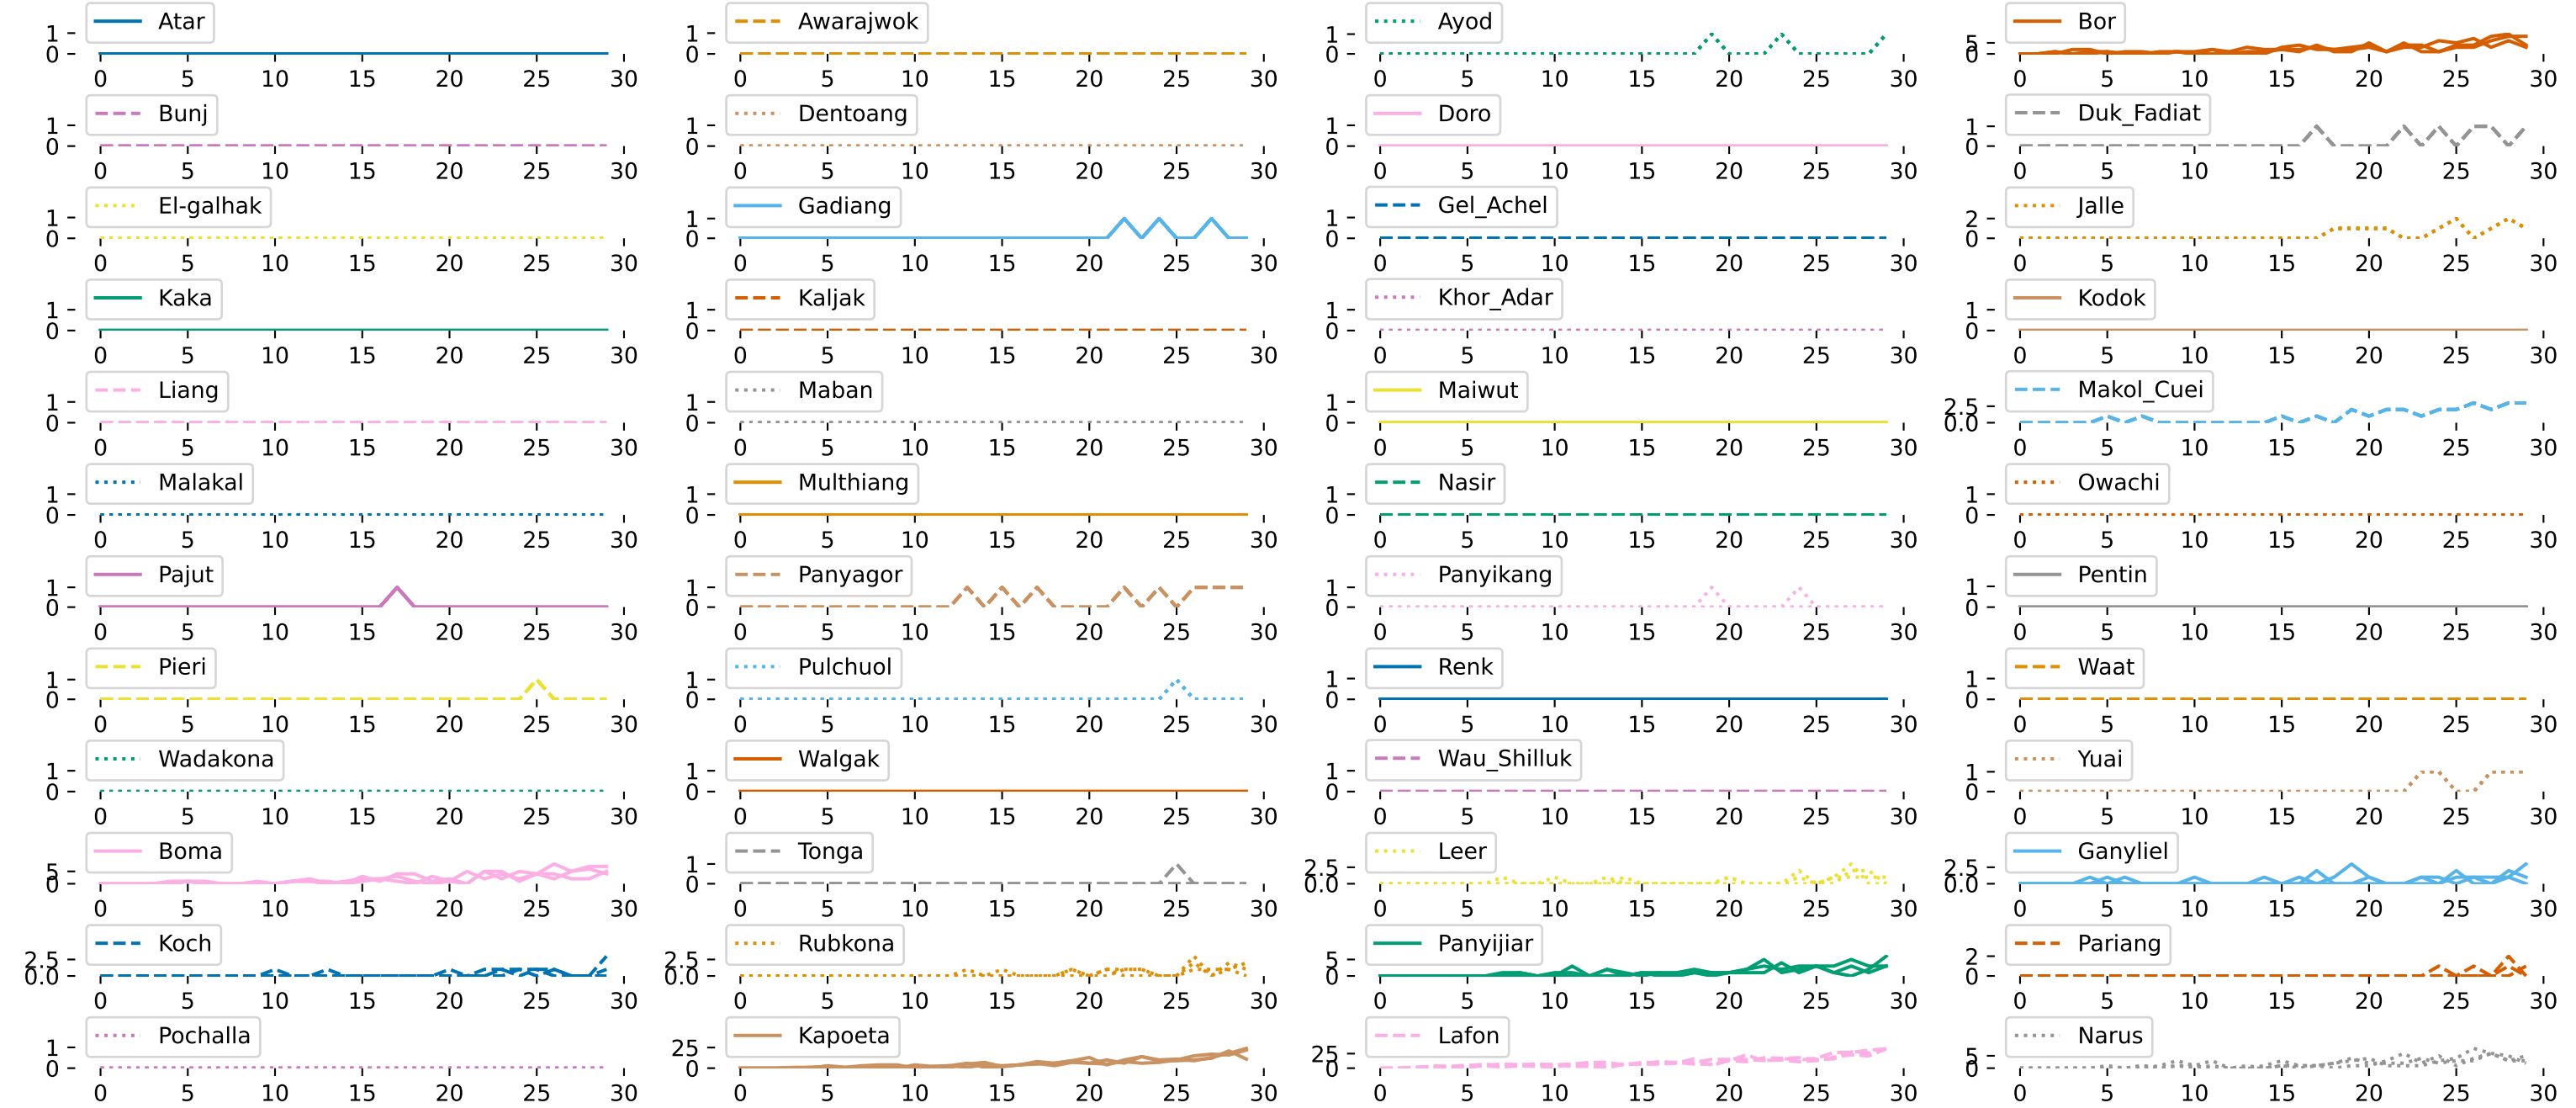 Atar Awarajwok Ayod Bor
1 1 1 5
0 0 0 0
0 5 10 15 20 25 30 0 5 10 15 20 25 30 0 5 10 15 20 25 30 0 5 10 15 20 25 30
Bunj Dentoang Doro Duk_Fadiat
1 1 1 1
0 0 0 0
0 5 10 15 20 25 30 0 5 10 15 20 25 30 0 5 10 15 20 25 30 0 5 10 15 20 25 30
El-galhak Gadiang Gel_Achel Jalle
1 1 1 2
0 0 0 0
0 5 10 15 20 25 30 0 5 10 15 20 25 30 0 5 10 15 20 25 30 0 5 10 15 20 25 30
Kaka Kaljak Khor_Adar Kodok
1 1 1 1
0 0 0 0
0 5 10 15 20 25 30 0 5 10 15 20 25 30 0 5 10 15 20 25 30 0 5 10 15 20 25 30
Liang Maban Maiwut Makol_Cuei
1 1 1 2.5
0 0 0 0.0
0 5 10 15 20 25 30 0 5 10 15 20 25 30 0 5 10 15 20 25 30 0 5 10 15 20 25 30
Malakal Multhiang Nasir Owachi
1 1 1 1
0 0 0 0
0 5 10 15 20 25 30 0 5 10 15 20 25 30 0 5 10 15 20 25 30 0 5 10 15 20 25 30
Pajut Panyagor Panyikang Pentin
1 1 1 1
0 0 0 0
0 5 10 15 20 25 30 0 5 10 15 20 25 30 0 5 10 15 20 25 30 0 5 10 15 20 25 30
Pieri Pulchuol Renk Waat
1 1 1 1
0 0 0 0
0 5 10 15 20 25 30 0 5 10 15 20 25 30 0 5 10 15 20 25 30 0 5 10 15 20 25 30
Wadakona Walgak Wau_Shilluk Yuai
1 1 1 1
0 0 0 0
0 5 10 15 20 25 30 0 5 10 15 20 25 30 0 5 10 15 20 25 30 0 5 10 15 20 25 30
Boma Tonga Leer Ganyliel
5 1 2.5 2.5
0 0 0.0 0.0
0 5 10 15 20 25 30 0 5 10 15 20 25 30 0 5 10 15 20 25 30 0 5 10 15 20 25 30
Koch Rubkona Panyijiar Pariang
2.5 2.5 5 2
0.0 0.0 0 0
0 5 10 15 20 25 30 0 5 10 15 20 25 30 0 5 10 15 20 25 30 0 5 10 15 20 25 30
Pochalla Kapoeta Lafon Narus
1 25 25 5
0 0 0 0
0 5 10 15 20 25 30 0 5 10 15 20 25 30 0 5 10 15 20 25 30 0 5 10 15 20 25 30